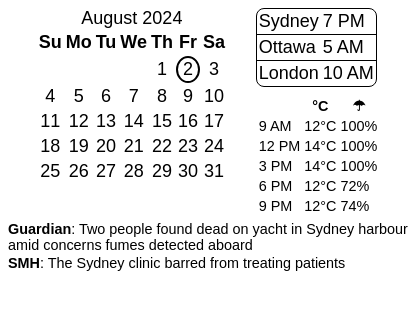 August 2024
Su Mo Tu We Th Fr Sa
1 2 3
4 5 6 7 8 9 10
11 12 13 14 15 16 17
18 19 20 21 22 23 24
25 26 27 28 29 30 31
Sydney 7 PM
Ottawa 5 AM
London 10 AM
°C ☂
9 AM 12°C 100%
12 PM 14°C 100%
3 PM 14°C 100%
6 PM 12°C 72%
9 PM 12°C 74%
Guardian: Two people found dead on yacht in Sydney harbour
amid concerns fumes detected aboard
SMH: The Sydney clinic barred from treating patients